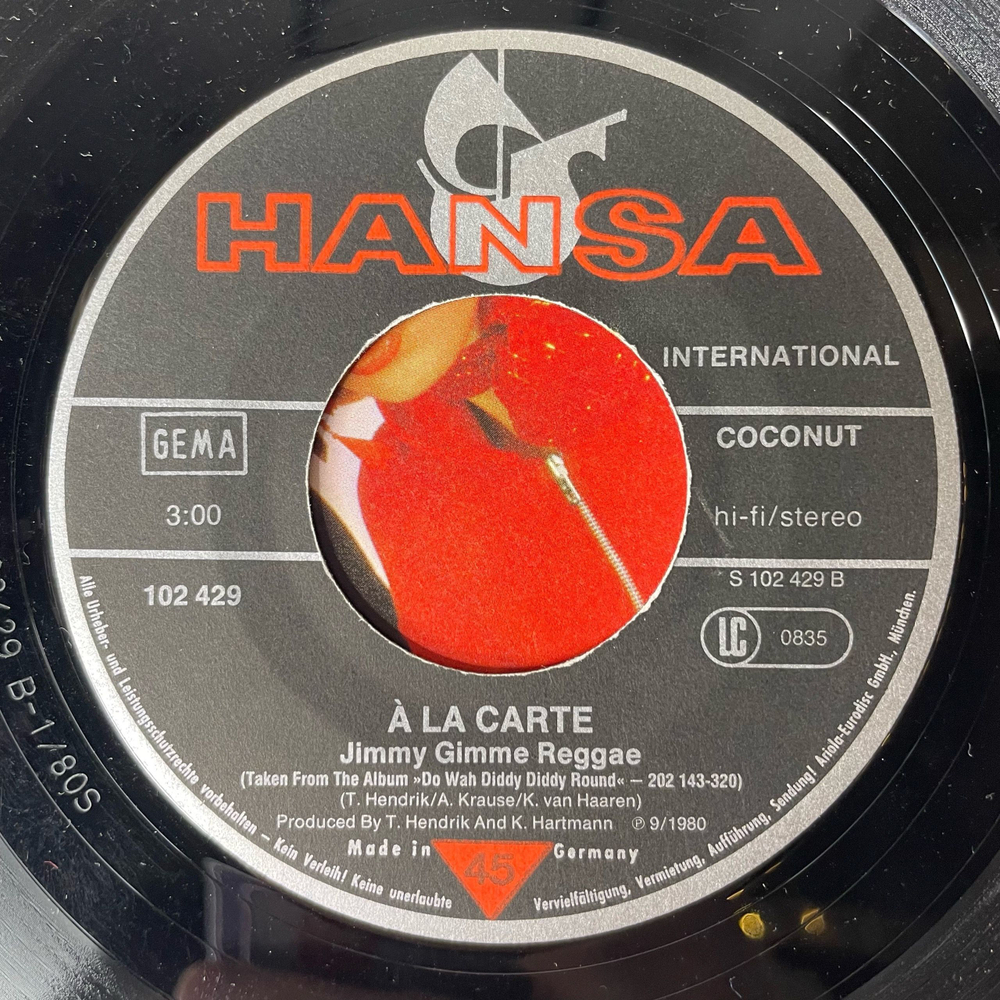 HANSA
INTERNATIONAL
GEMA
COCONUT
3:00
hi-fi/stereo
102 429
S 102 429 B
LC 0835
À LA CARTE
Jimmy Gimme Reggae
(Taken From The Album »Do Wah Diddy Diddy Round« – 202 143-320)
(T. Hendrik/A. Krause/K. van Haaren)
Produced By T. Hendrik And K. Hartmann ℗ 9/1980
Made in 45 Germany
Alle Urheber- und Leistungsschutzrechte vorbehalten – Kein Verleih! Keine unerlaubte Vervielfältigung, Vermietung, Aufführung, Sendung! Ariola-Eurodisc GmbH., München.
B-1/80S